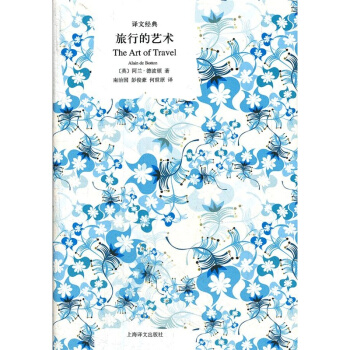 译文经典
旅行的艺术
The Art of Travel
Alain de Botton
〔英〕阿兰·德波顿 著
南治国 彭俊豪 何世原 译
上海译文出版社